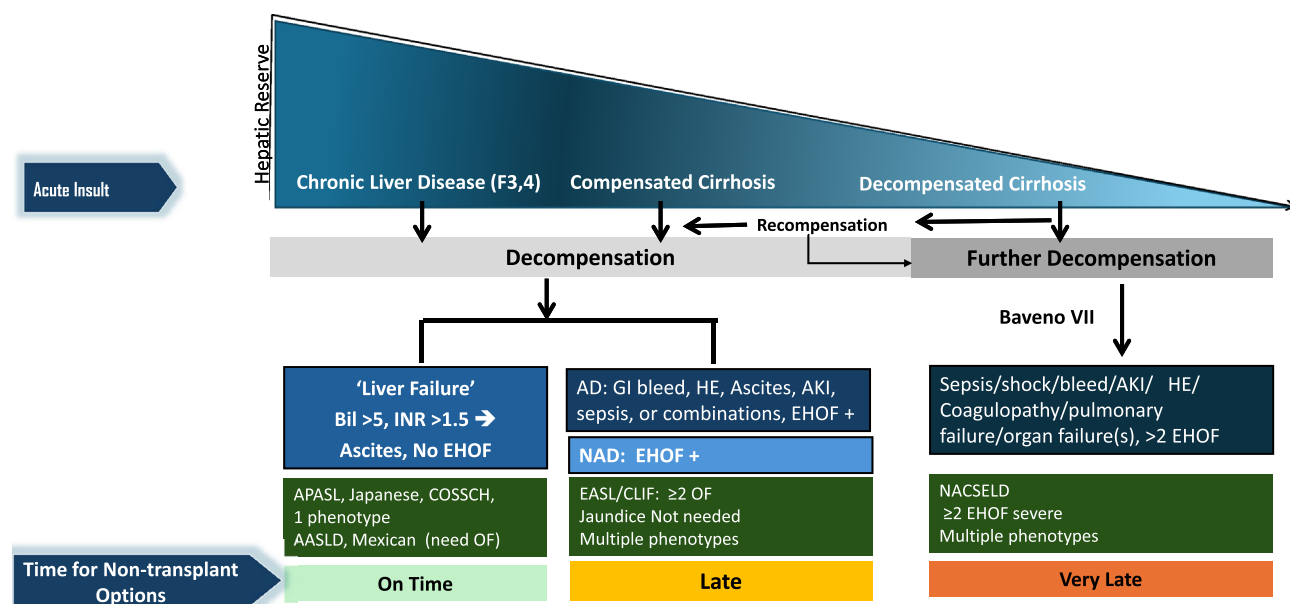 Hepatic Reserve
Acute Insult
Chronic Liver Disease (F3,4)
Compensated Cirrhosis
Decompensated Cirrhosis
Recompensation
Decompensation
Further Decompensation
Baveno VII
‘Liver Failure’
Bil >5, INR >1.5 ➔
Ascites, No EHOF
AD: GI bleed, HE, Ascites, AKI,
sepsis, or combinations, EHOF +
NAD: EHOF +
Sepsis/shock/bleed/AKI/ HE/
Coagulopathy/pulmonary
failure/organ failure(s), >2 EHOF
APASL, Japanese, COSSCH,
1 phenotype
AASLD, Mexican (need OF)
EASL/CLIF: ≥2 OF
Jaundice Not needed
Multiple phenotypes
NACSELD
≥2 EHOF severe
Multiple phenotypes
Time for Non-transplant
Options
On Time
Late
Very Late